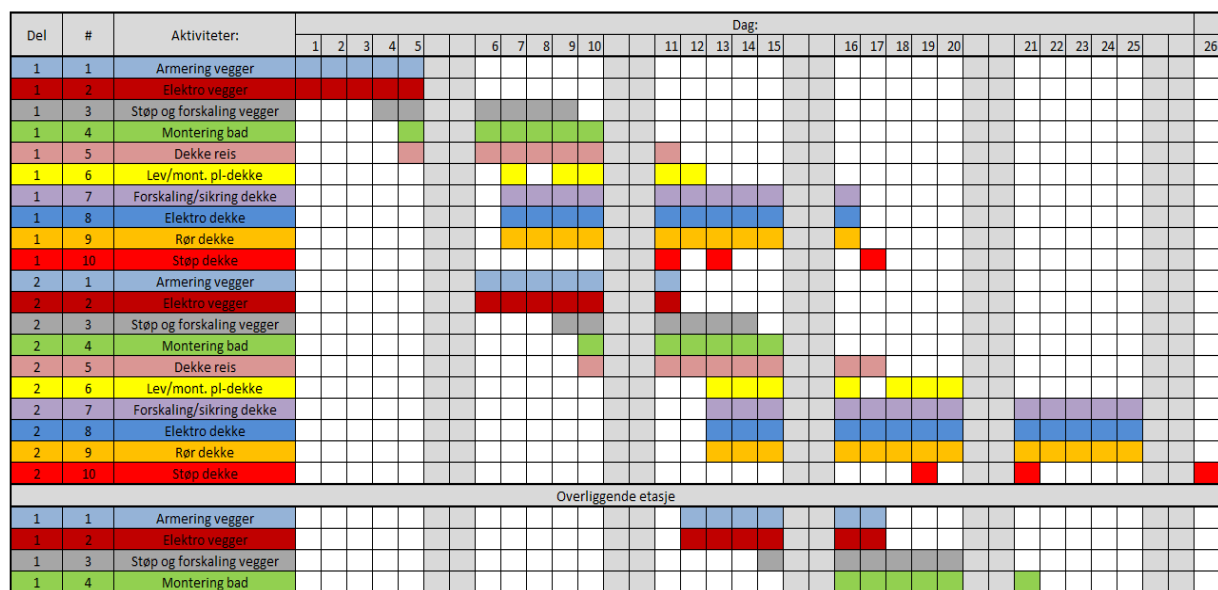 Del # Aktiviteter: Dag:
1 2 3 4 5 6 7 8 9 10 11 12 13 14 15 16 17 18 19 20 21 22 23 24 25 26
1 1 Armering vegger
1 2 Elektro vegger
1 3 Støp og forskaling vegger
1 4 Montering bad
1 5 Dekke reis
1 6 Lev/mont. pl-dekke
1 7 Forskaling/sikring dekke
1 8 Elektro dekke
1 9 Rør dekke
1 10 Støp dekke
2 1 Armering vegger
2 2 Elektro vegger
2 3 Støp og forskaling vegger
2 4 Montering bad
2 5 Dekke reis
2 6 Lev/mont. pl-dekke
2 7 Forskaling/sikring dekke
2 8 Elektro dekke
2 9 Rør dekke
2 10 Støp dekke
Overliggende etasje
1 1 Armering vegger
1 2 Elektro vegger
1 3 Støp og forskaling vegger
1 4 Montering bad